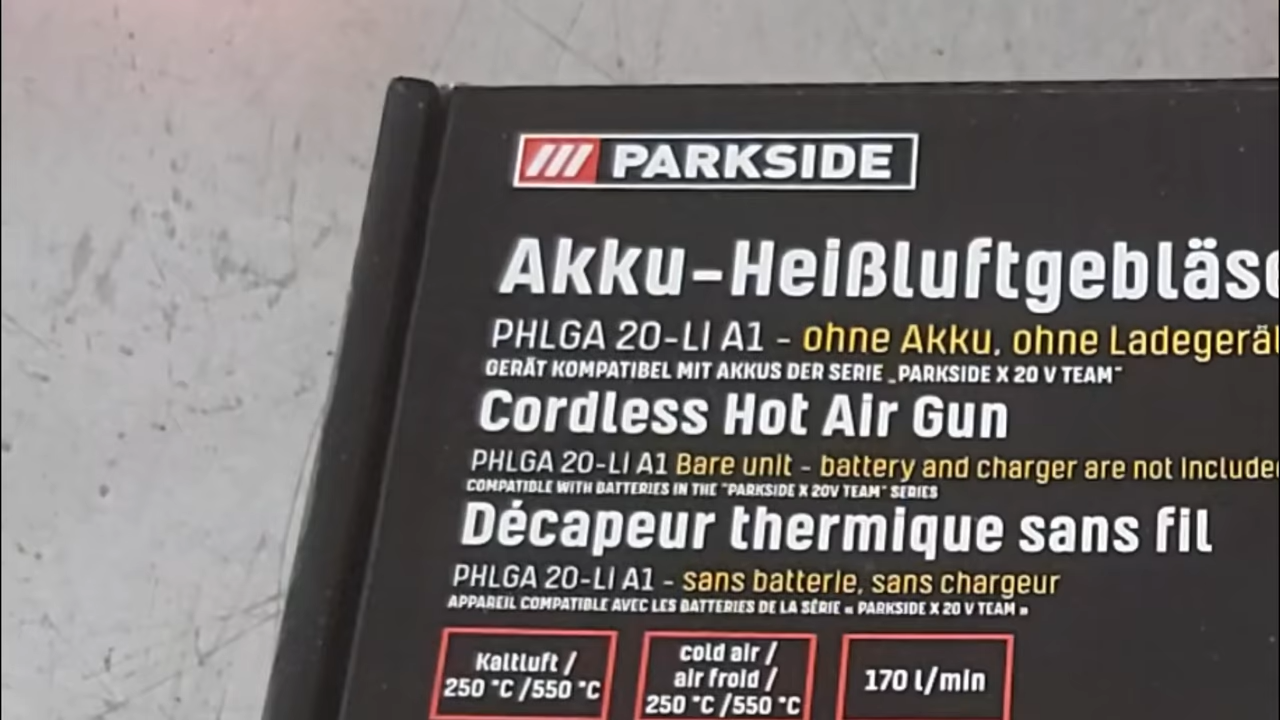 PARKSIDE
Akku-Heißluftgebläse
PHLGA 20-LI A1 - ohne Akku, ohne Ladegerät
GERÄT KOMPATIBEL MIT AKKUS DER SERIE „PARKSIDE X 20 V TEAM“
Cordless Hot Air Gun
PHLGA 20-LI A1 Bare unit - battery and charger are not included
COMPATIBLE WITH BATTERIES IN THE "PARKSIDE X 20V TEAM" SERIES
Décapeur thermique sans fil
PHLGA 20-LI A1 - sans batterie, sans chargeur
APPAREIL COMPATIBLE AVEC LES BATTERIES DE LA SÉRIE « PARKSIDE X 20 V TEAM »
Kaltluft /
250 °C /550 °C
cold air /
air froid /
250 °C /550 °C
170 l/min